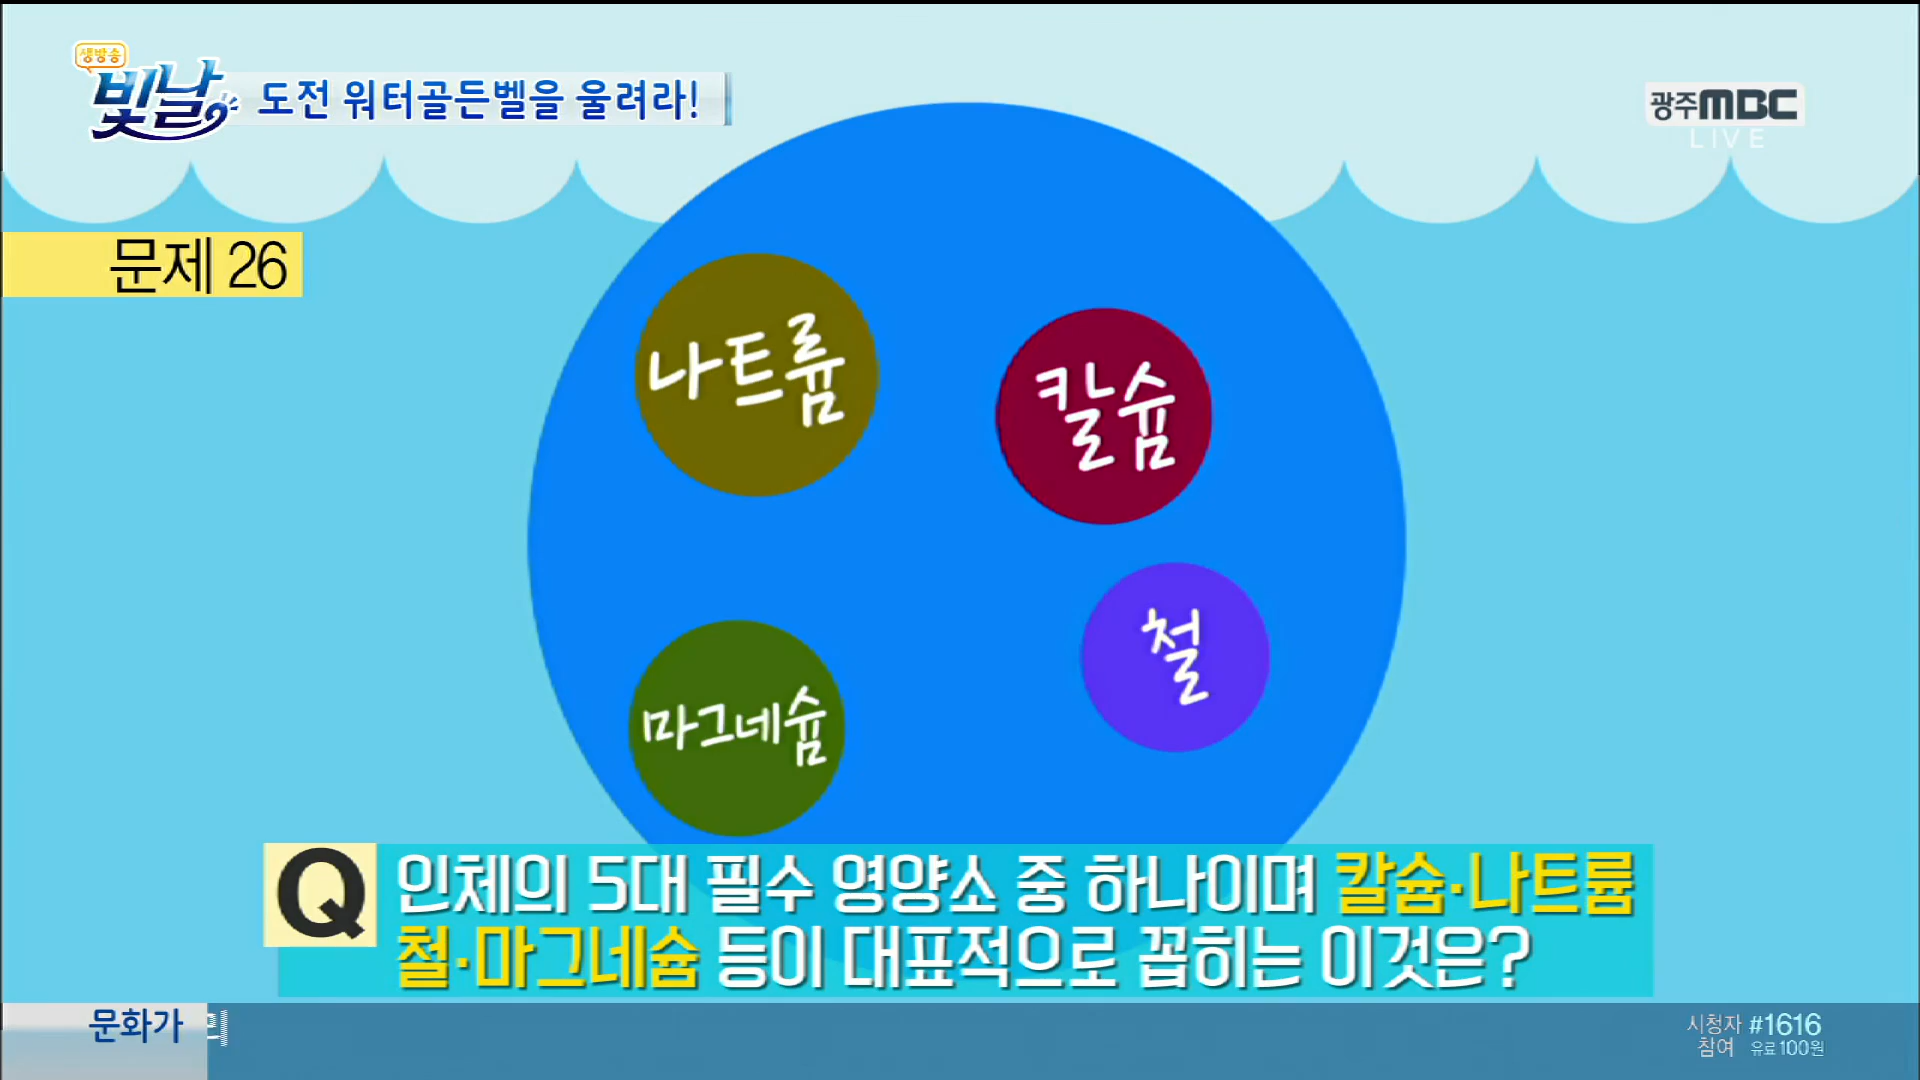 생방송
빛날
도전 워터골든벨을 울려라!
광주MBC
LIVE
문제 26
나트륨
칼슘
철
마그네슘
Q 인체의 5대 필수 영양소 중 하나이며 칼슘·나트륨
철·마그네슘 등이 대표적으로 꼽히는 이것은?
문화가
시청자 #1616
참여 유료 100원